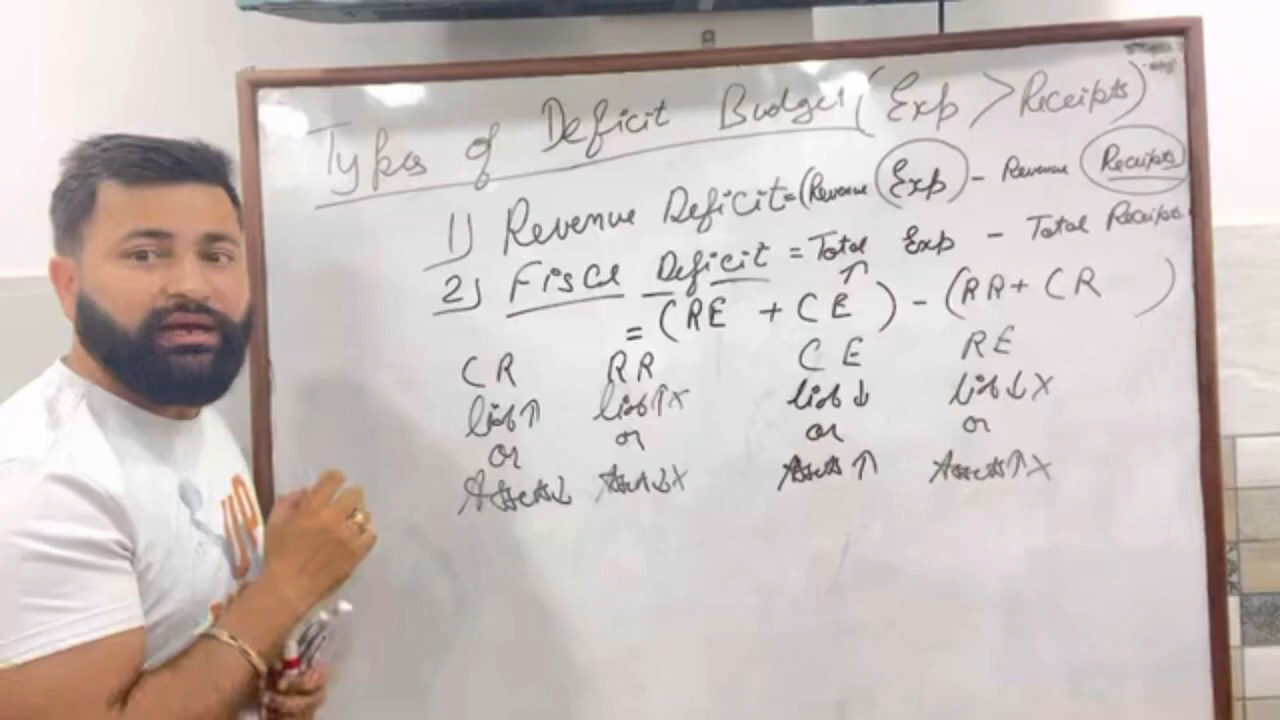 Types of Deficit Budget (Exp > Receipts)
1) Revenue Deficit = (Revenue Exp) - Revenue Receipts
2) Fiscal Deficit = Total Exp - Total Receipts
= (RE + CE ↑) - (RR + CR )
CR RR CE RE
liab↑ liab↑x liab↓ liab↓x
or or or or
Assets↓ Asset↓x Assets↑ Assets↑x